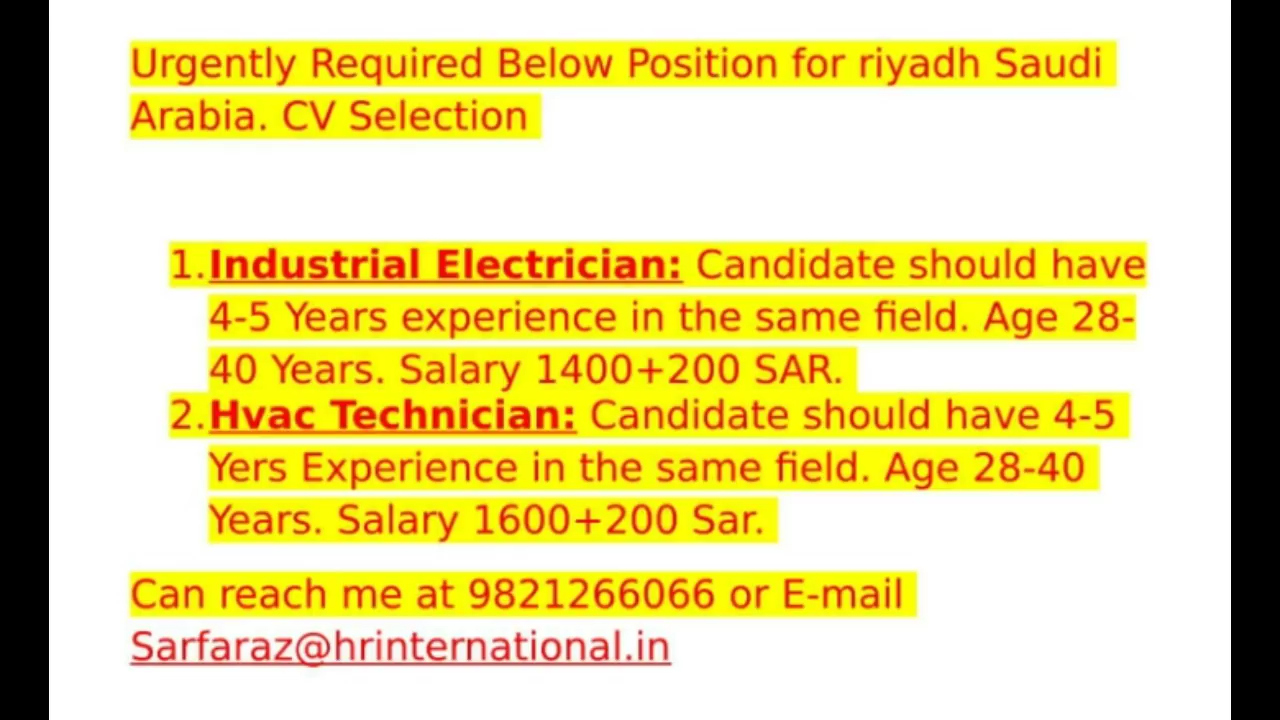 Urgently Required Below Position for riyadh Saudi
Arabia. CV Selection
1.Industrial Electrician: Candidate should have
4-5 Years experience in the same field. Age 28-
40 Years. Salary 1400+200 SAR.
2.Hvac Technician: Candidate should have 4-5
Yers Experience in the same field. Age 28-40
Years. Salary 1600+200 Sar.
Can reach me at 9821266066 or E-mail
Sarfaraz@hrinternational.in